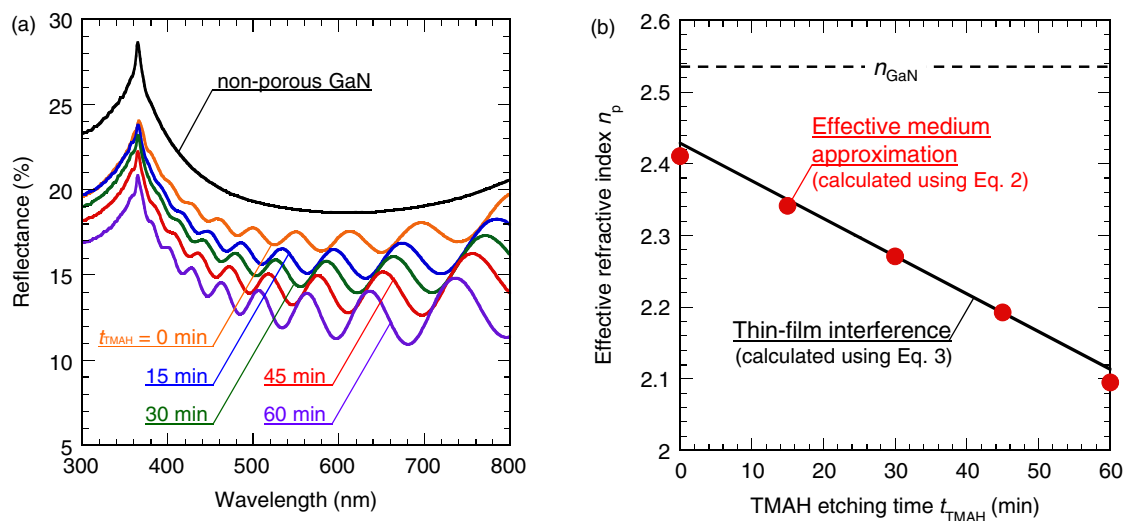 (a)
30
25
20
15
10
5
Reflectance (%)
300
400
500
600
700
800
Wavelength (nm)
non-porous GaN
tTMAH = 0 min
15 min
30 min
45 min
60 min
(b)
2.6
2.5
2.4
2.3
2.2
2.1
2
Effective refractive index np
0
10
20
30
40
50
60
TMAH etching time tTMAH (min)
nGaN
Effective medium
approximation
(calculated using Eq. 2)
Thin-film interference
(calculated using Eq. 3)